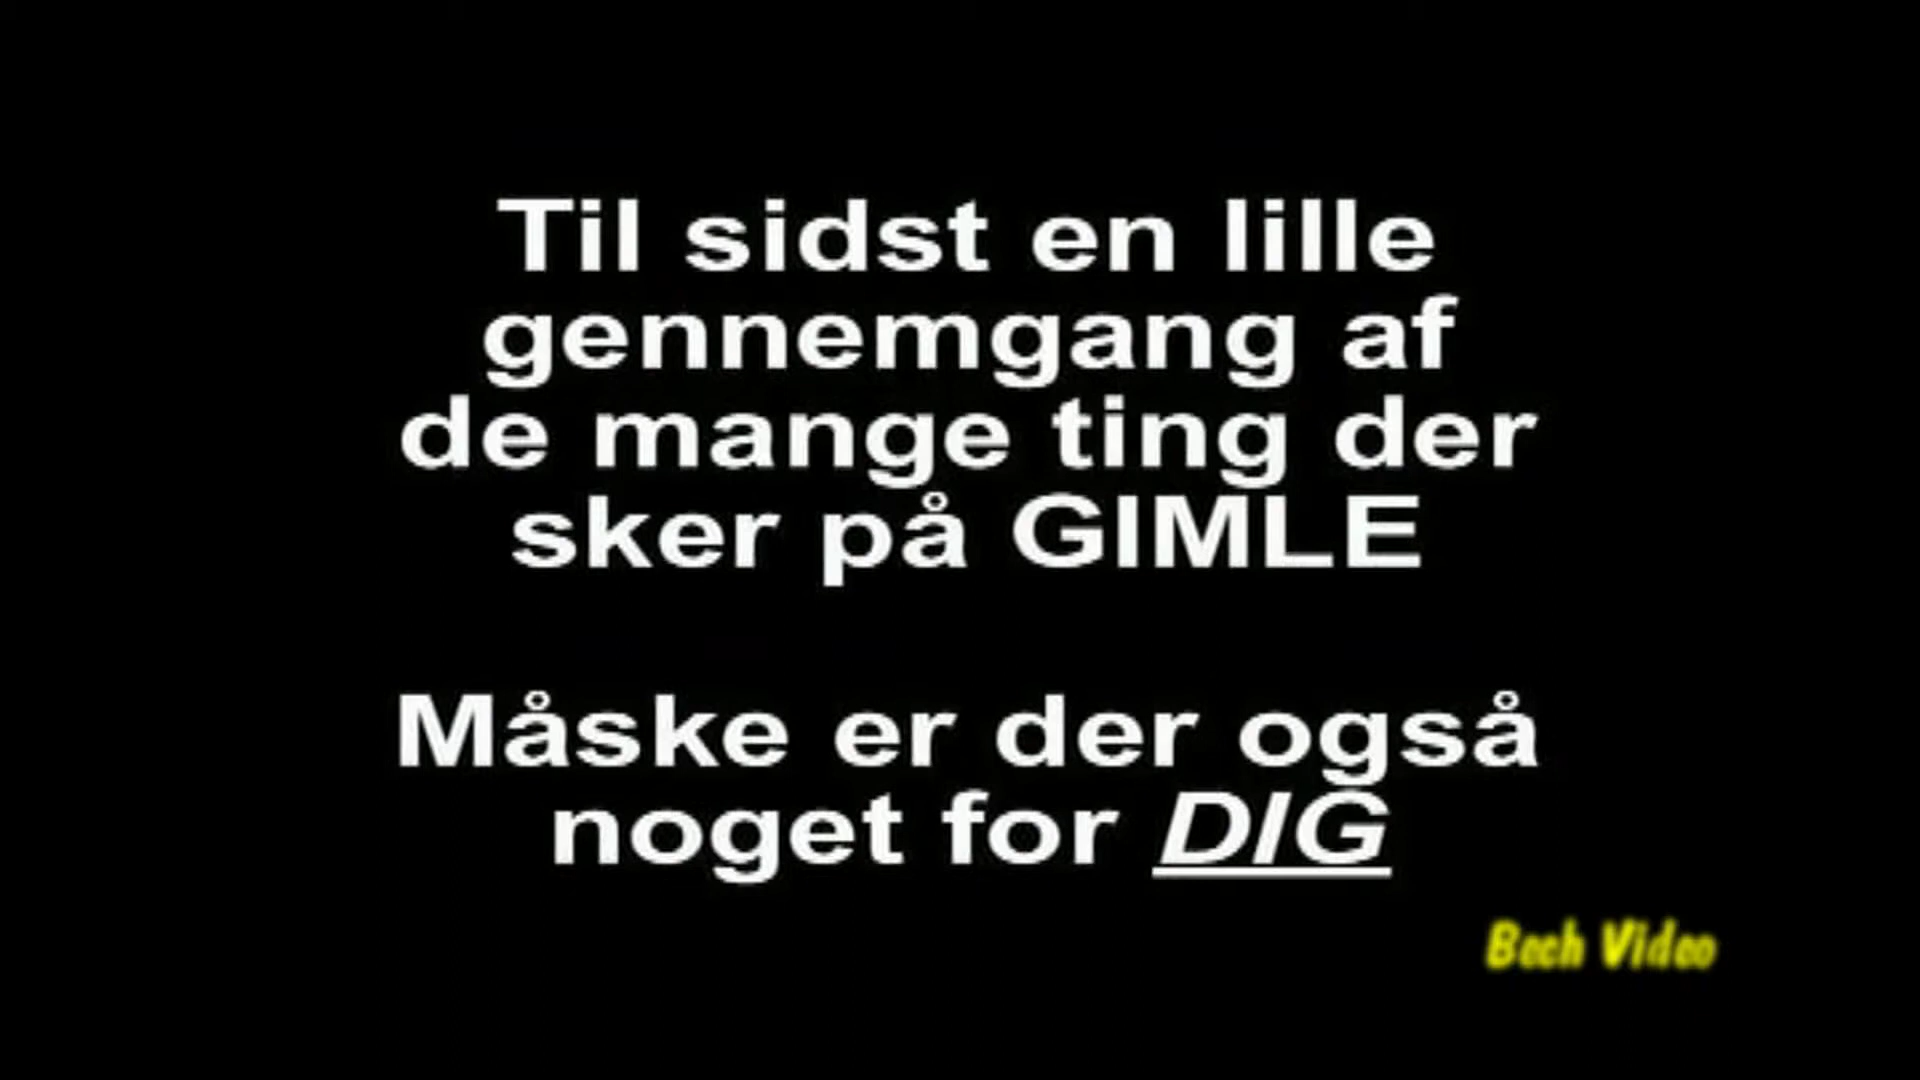 Til sidst en lille
gennemgang af
de mange ting der
sker på GIMLE
Måske er der også
noget for DIG
Bech Video